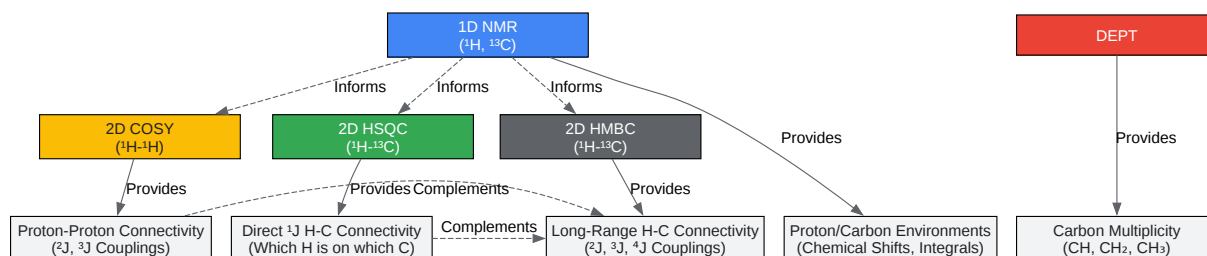 1D NMR
(¹H, ¹³C)
DEPT
Informs
Informs
Informs
2D COSY
(¹H-¹H)
2D HSQC
(¹H-¹³C)
2D HMBC
(¹H-¹³C)
Provides
Provides
Provides
Provides
Complements
Provides
Complements
Proton-Proton Connectivity
(²J, ³J Couplings)
Direct ¹J H-C Connectivity
(Which H is on which C)
Long-Range H-C Connectivity
(²J, ³J, ⁴J Couplings)
Proton/Carbon Environments
(Chemical Shifts, Integrals)
Carbon Multiplicity
(CH, CH₂, CH₃)